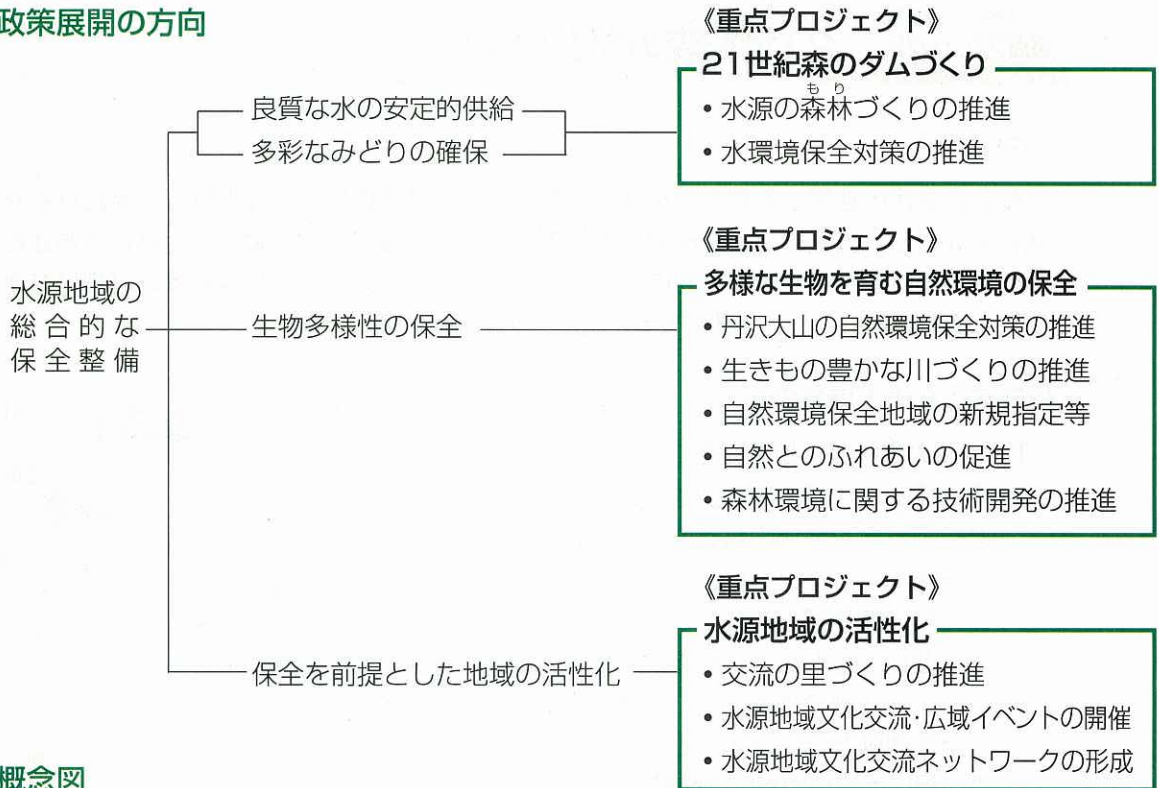 政策展開の方向
水源地域の
総合的な
保全整備
良質な水の安定的供給
多彩なみどりの確保
《重点プロジェクト》
21世紀森のダムづくり
もり
• 水源の森林づくりの推進
• 水環境保全対策の推進
生物多様性の保全
《重点プロジェクト》
多様な生物を育む自然環境の保全
• 丹沢大山の自然環境保全対策の推進
• 生きもの豊かな川づくりの推進
• 自然環境保全地域の新規指定等
• 自然とのふれあいの促進
• 森林環境に関する技術開発の推進
保全を前提とした地域の活性化
《重点プロジェクト》
水源地域の活性化
• 交流の里づくりの推進
• 水源地域文化交流・広域イベントの開催
• 水源地域文化交流ネットワークの形成
概念図